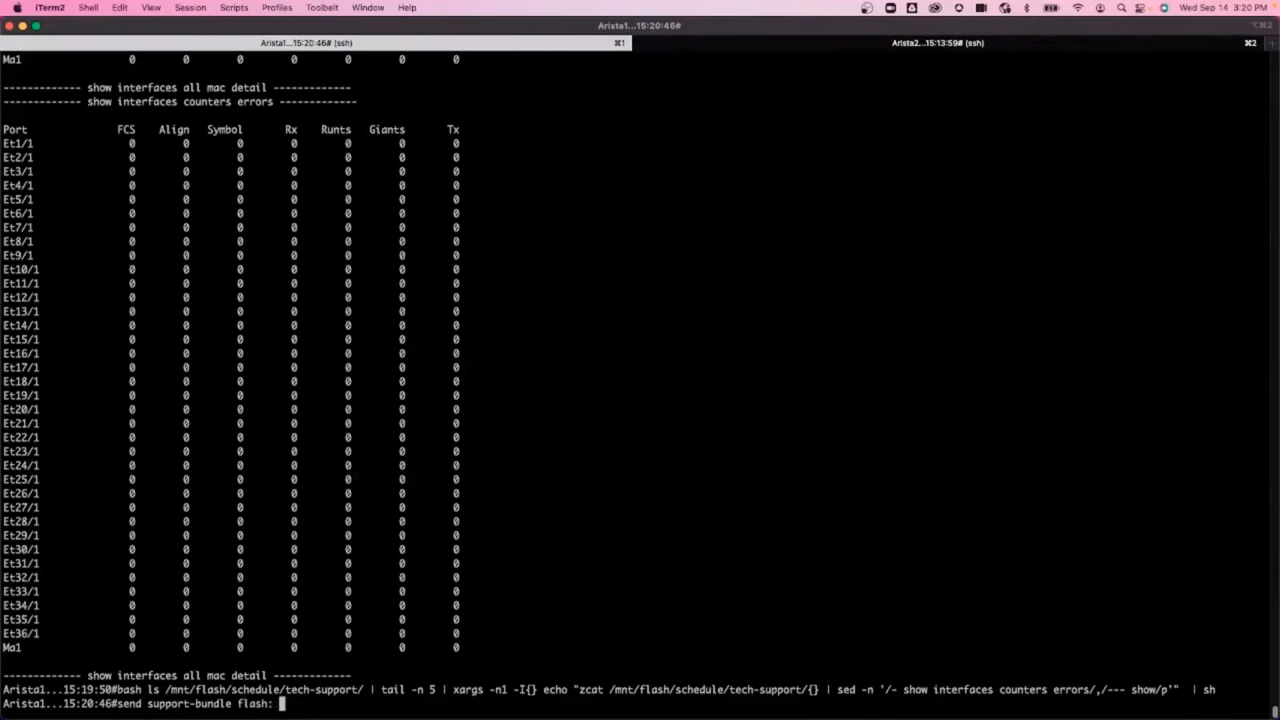 iTerm2 Shell Edit View Session Scripts Profiles Toolbelt Window Help Wed Sep 14 3:20 PM
Arista1...15:20:46# ⌥⌘2
Arista1...15:20:46# (ssh) ⌘1 Arista2...15:13:59# (ssh) ⌘2
Ma1 0 0 0 0 0 0 0
------------- show interfaces all mac detail -------------
------------- show interfaces counters errors -------------
Port FCS Align Symbol Rx Runts Giants Tx
Et1/1 0 0 0 0 0 0 0
Et2/1 0 0 0 0 0 0 0
Et3/1 0 0 0 0 0 0 0
Et4/1 0 0 0 0 0 0 0
Et5/1 0 0 0 0 0 0 0
Et6/1 0 0 0 0 0 0 0
Et7/1 0 0 0 0 0 0 0
Et8/1 0 0 0 0 0 0 0
Et9/1 0 0 0 0 0 0 0
Et10/1 0 0 0 0 0 0 0
Et11/1 0 0 0 0 0 0 0
Et12/1 0 0 0 0 0 0 0
Et13/1 0 0 0 0 0 0 0
Et14/1 0 0 0 0 0 0 0
Et15/1 0 0 0 0 0 0 0
Et16/1 0 0 0 0 0 0 0
Et17/1 0 0 0 0 0 0 0
Et18/1 0 0 0 0 0 0 0
Et19/1 0 0 0 0 0 0 0
Et20/1 0 0 0 0 0 0 0
Et21/1 0 0 0 0 0 0 0
Et22/1 0 0 0 0 0 0 0
Et23/1 0 0 0 0 0 0 0
Et24/1 0 0 0 0 0 0 0
Et25/1 0 0 0 0 0 0 0
Et26/1 0 0 0 0 0 0 0
Et27/1 0 0 0 0 0 0 0
Et28/1 0 0 0 0 0 0 0
Et29/1 0 0 0 0 0 0 0
Et30/1 0 0 0 0 0 0 0
Et31/1 0 0 0 0 0 0 0
Et32/1 0 0 0 0 0 0 0
Et33/1 0 0 0 0 0 0 0
Et34/1 0 0 0 0 0 0 0
Et35/1 0 0 0 0 0 0 0
Et36/1 0 0 0 0 0 0 0
Ma1 0 0 0 0 0 0 0
------------- show interfaces all mac detail -------------
Arista1...15:19:50#bash ls /mnt/flash/schedule/tech-support/ | tail -n 5 | xargs -n1 -I{} echo "zcat /mnt/flash/schedule/tech-support/{} | sed -n '/- show interfaces counters errors/,/--- show/p'" | sh
Arista1...15:20:46#send support-bundle flash: